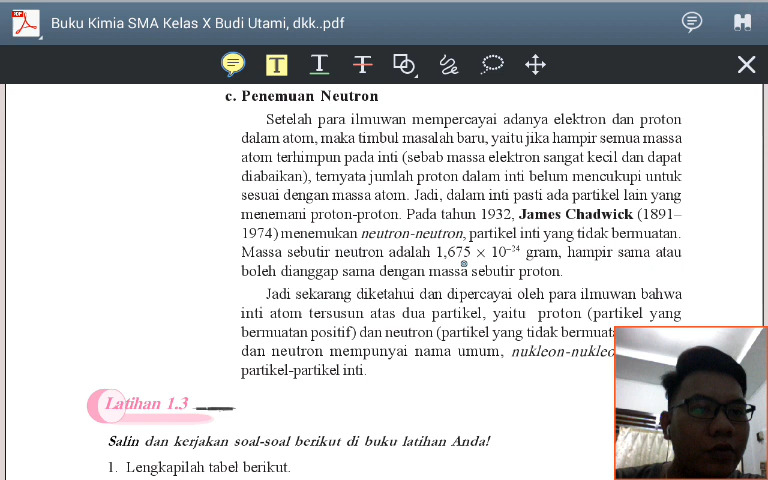 Buku Kimia SMA Kelas X Budi Utami, dkk..pdf
c. Penemuan Neutron
Setelah para ilmuwan mempercayai adanya elektron dan proton
dalam atom, maka timbul masalah baru, yaitu jika hampir semua massa
atom terhimpun pada inti (sebab massa elektron sangat kecil dan dapat
diabaikan), ternyata jumlah proton dalam inti belum mencukupi untuk
sesuai dengan massa atom. Jadi, dalam inti pasti ada partikel lain yang
menemani proton-proton. Pada tahun 1932, James Chadwick (1891–
1974) menemukan neutron-neutron, partikel inti yang tidak bermuatan.
Massa sebutir neutron adalah 1,675 × 10⁻²⁴ gram, hampir sama atau
boleh dianggap sama dengan massa sebutir proton.
Jadi sekarang diketahui dan dipercayai oleh para ilmuwan bahwa
inti atom tersusun atas dua partikel, yaitu proton (partikel yang
bermuatan positif) dan neutron (partikel yang tidak bermuata
dan neutron mempunyai nama umum, nukleon-nukleo
partikel-partikel inti.
Latihan 1.3
Salin dan kerjakan soal-soal berikut di buku latihan Anda!
1. Lengkapilah tabel berikut.